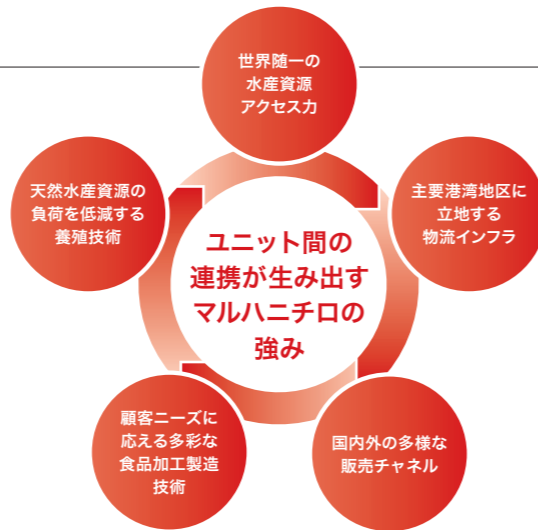 世界随一の
水産資源
アクセス力
天然水産資源の
負荷を低減する
養殖技術
主要港湾地区に
立地する
物流インフラ
ユニット間の
連携が生み出す
マルハニチロの
強み
顧客ニーズに
応える多彩な
食品加工製造
技術
国内外の多様な
販売チャネル